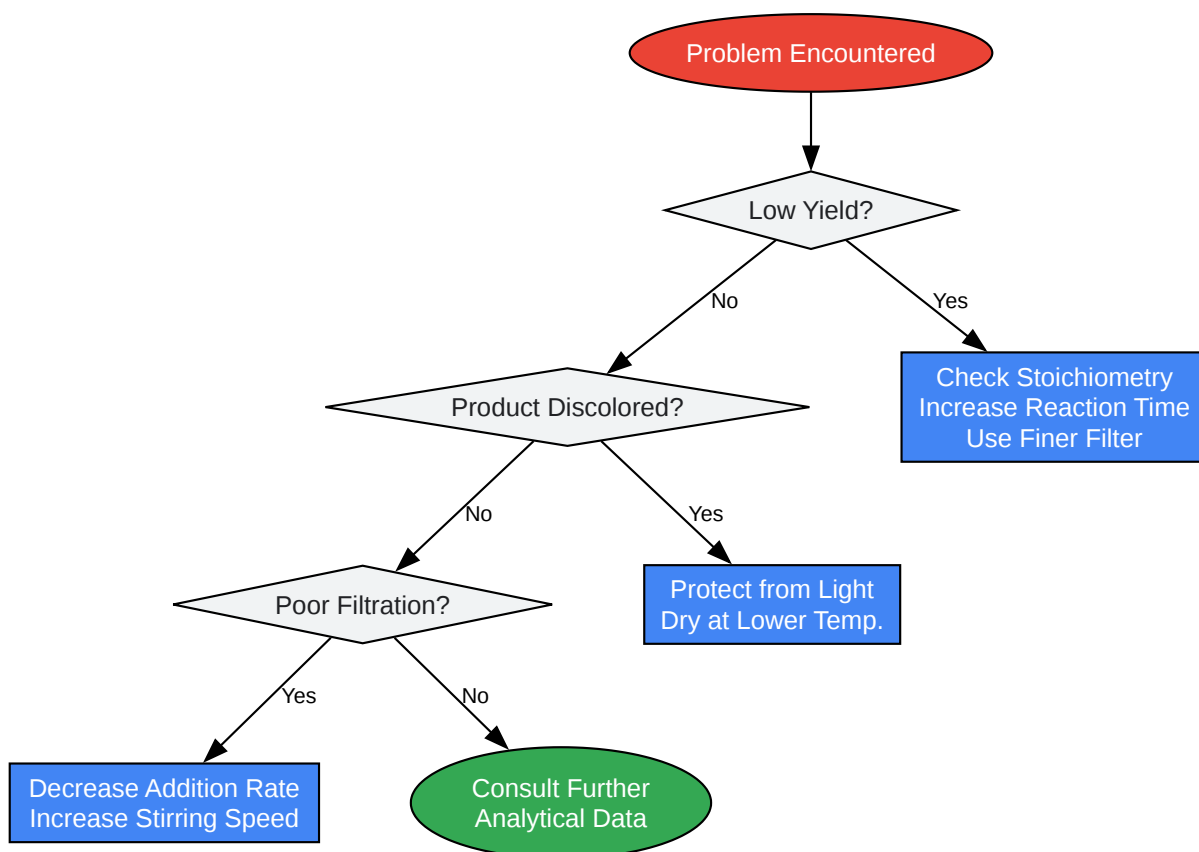 Problem Encountered
Low Yield?
No
Yes
Check Stoichiometry
Increase Reaction Time
Use Finer Filter
Product Discolored?
No
Yes
Protect from Light
Dry at Lower Temp.
Poor Filtration?
Yes
No
Decrease Addition Rate
Increase Stirring Speed
Consult Further
Analytical Data